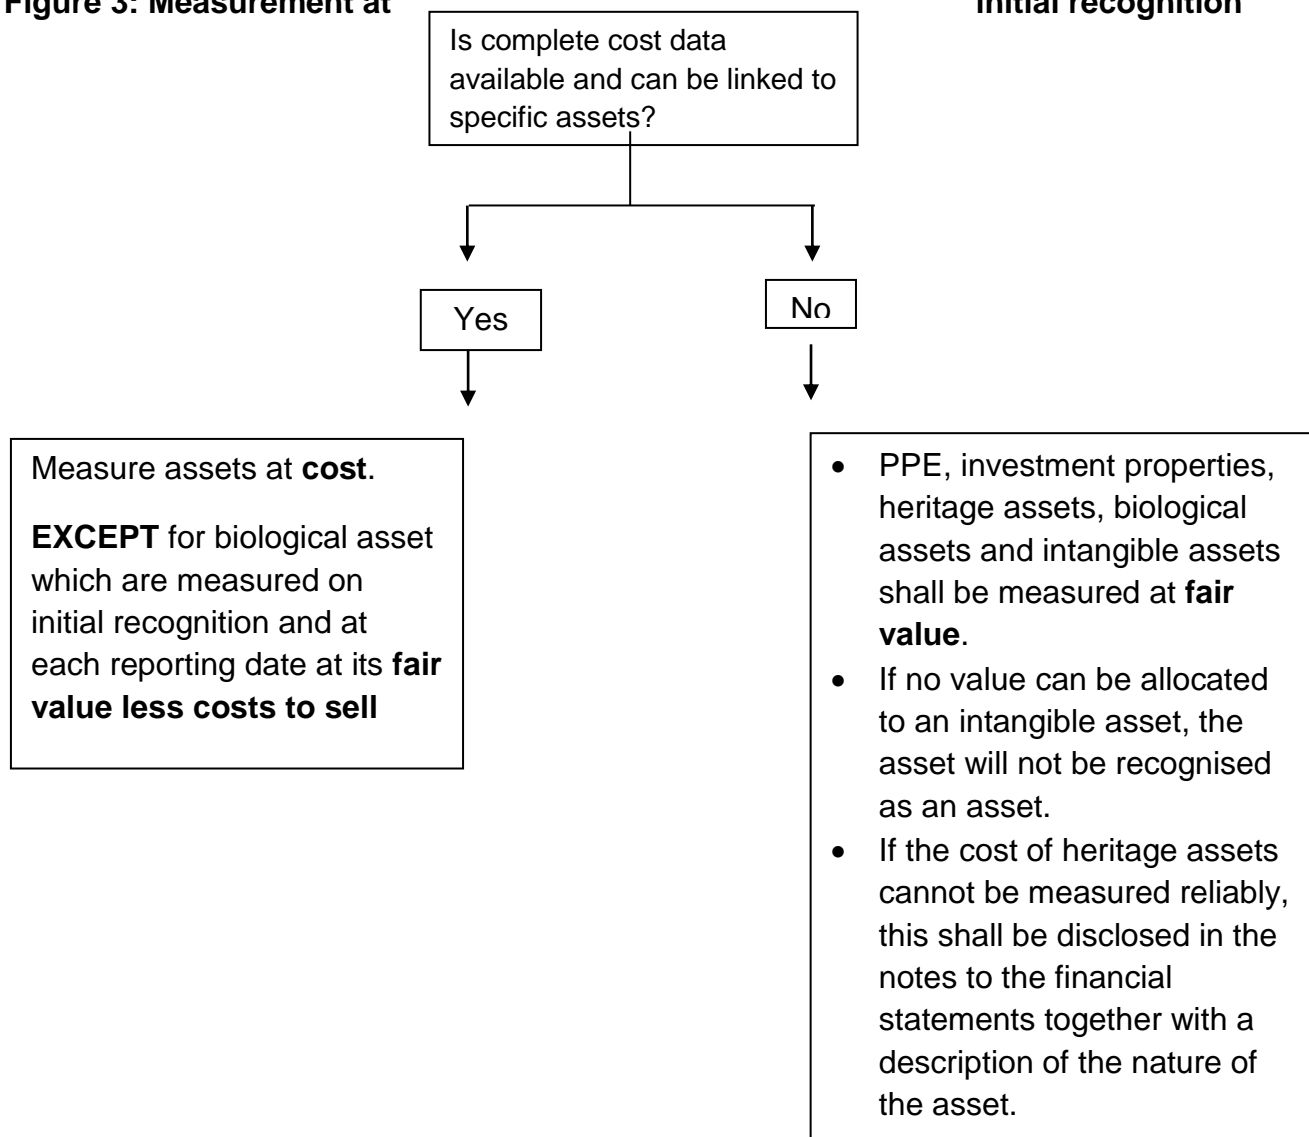 Figure 3: Measurement at initial recognition
Is complete cost data
available and can be linked to
specific assets?
Yes
No
Measure assets at cost.
EXCEPT for biological asset
which are measured on
initial recognition and at
each reporting date at its fair
value less costs to sell
• PPE, investment properties,
heritage assets, biological
assets and intangible assets
shall be measured at fair
value.
• If no value can be allocated
to an intangible asset, the
asset will not be recognised
as an asset.
• If the cost of heritage assets
cannot be measured reliably,
this shall be disclosed in the
notes to the financial
statements together with a
description of the nature of
the asset.